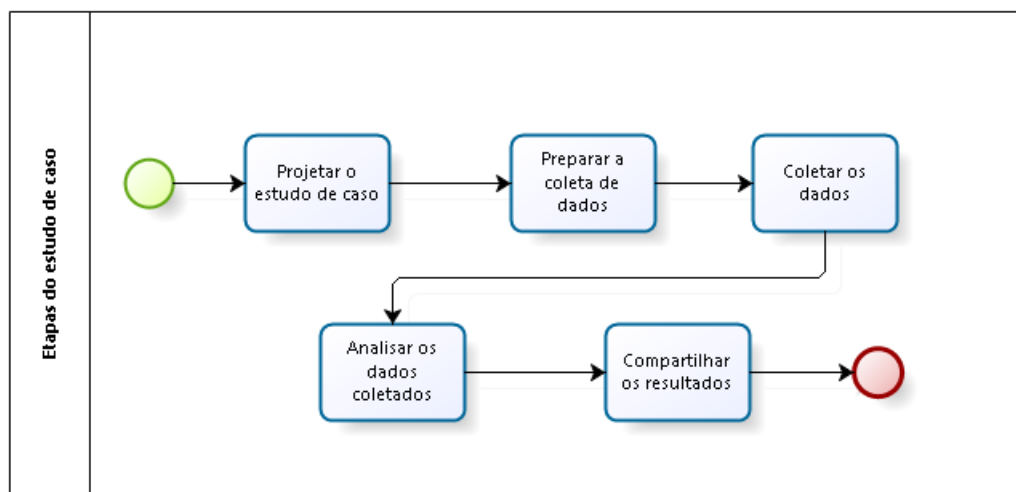 Etapas do estudo de caso
Projetar o
estudo de caso
Preparar a
coleta de
dados
Coletar os
dados
Analisar os
dados
coletados
Compartilhar
os resultados